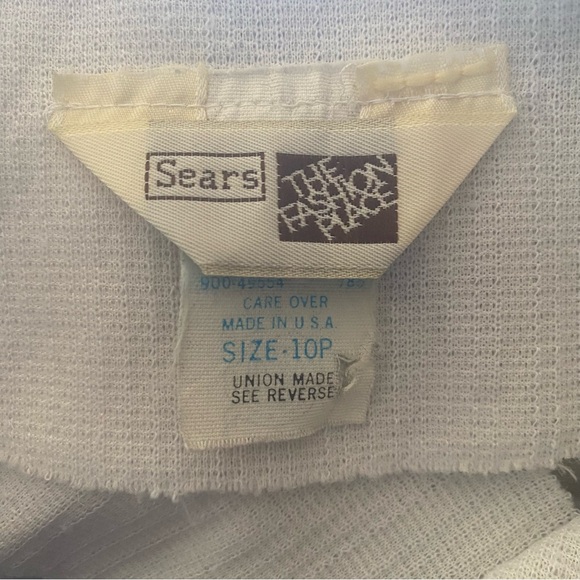 Sears
THE
FASHION
PLACE
CARE OVER
MADE IN U S A
SIZE-10P
UNION MADE
SEE REVERSE